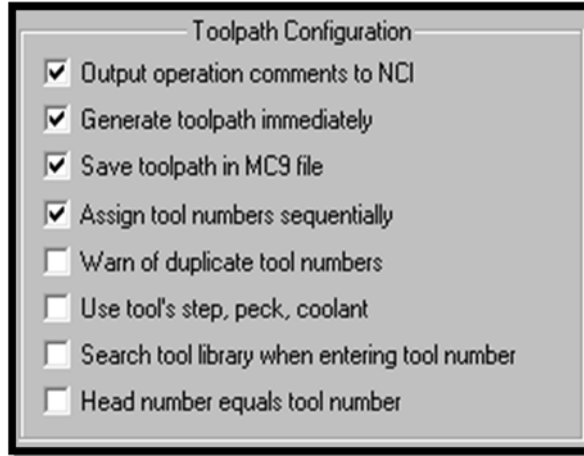 Toolpath Configuration
Output operation comments to NCI
Generate toolpath immediately
Save toolpath in MC9 file
Assign tool numbers sequentially
Warn of duplicate tool numbers
Use tool's step, peck, coolant
Search tool library when entering tool number
Head number equals tool number